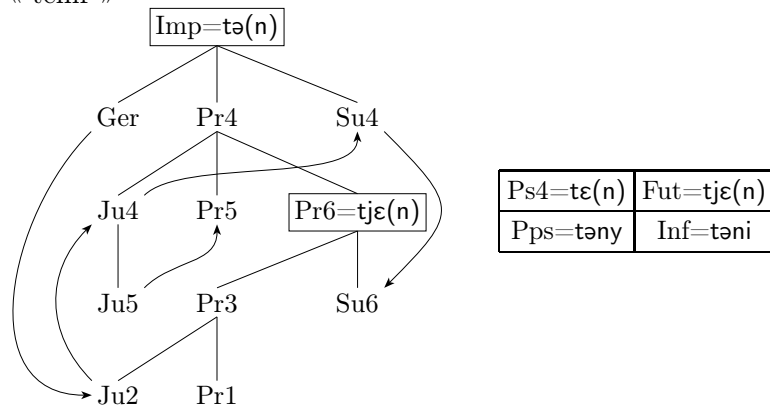 « tenir »
Imp=tə(n)
Ger Pr4 Su4
Ju4 Pr5 Pr6=tjɛ(n)
Ju5 Pr3 Su6
Ju2 Pr1
Ps4=tɛ(n) Fut=tjɛ(n)
Pps=təny Inf=təni